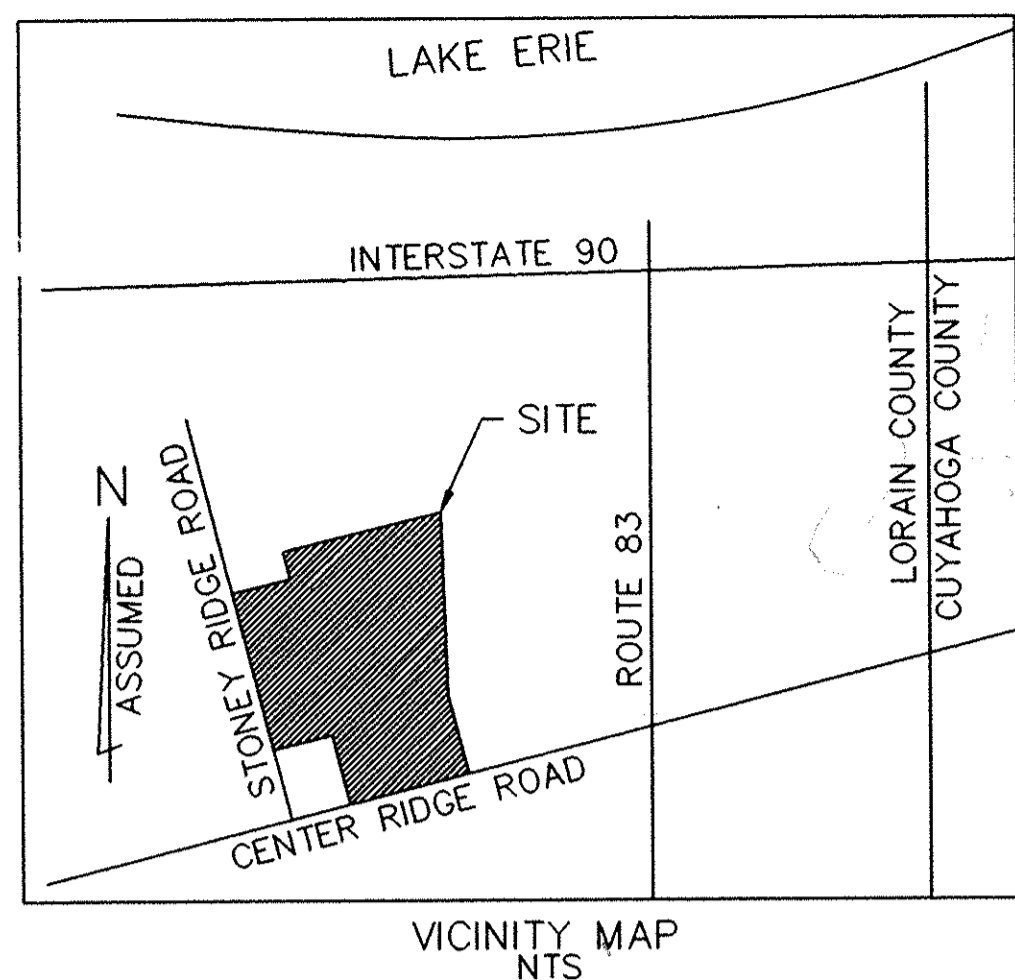 LAKE ERIE
INTERSTATE 90
SITE
N
ASSUMED
STONEY RIDGE ROAD
ROUTE 83
LORAIN COUNTY
CUYAHOGA COUNTY
CENTER RIDGE ROAD
VICINITY MAP
NTS